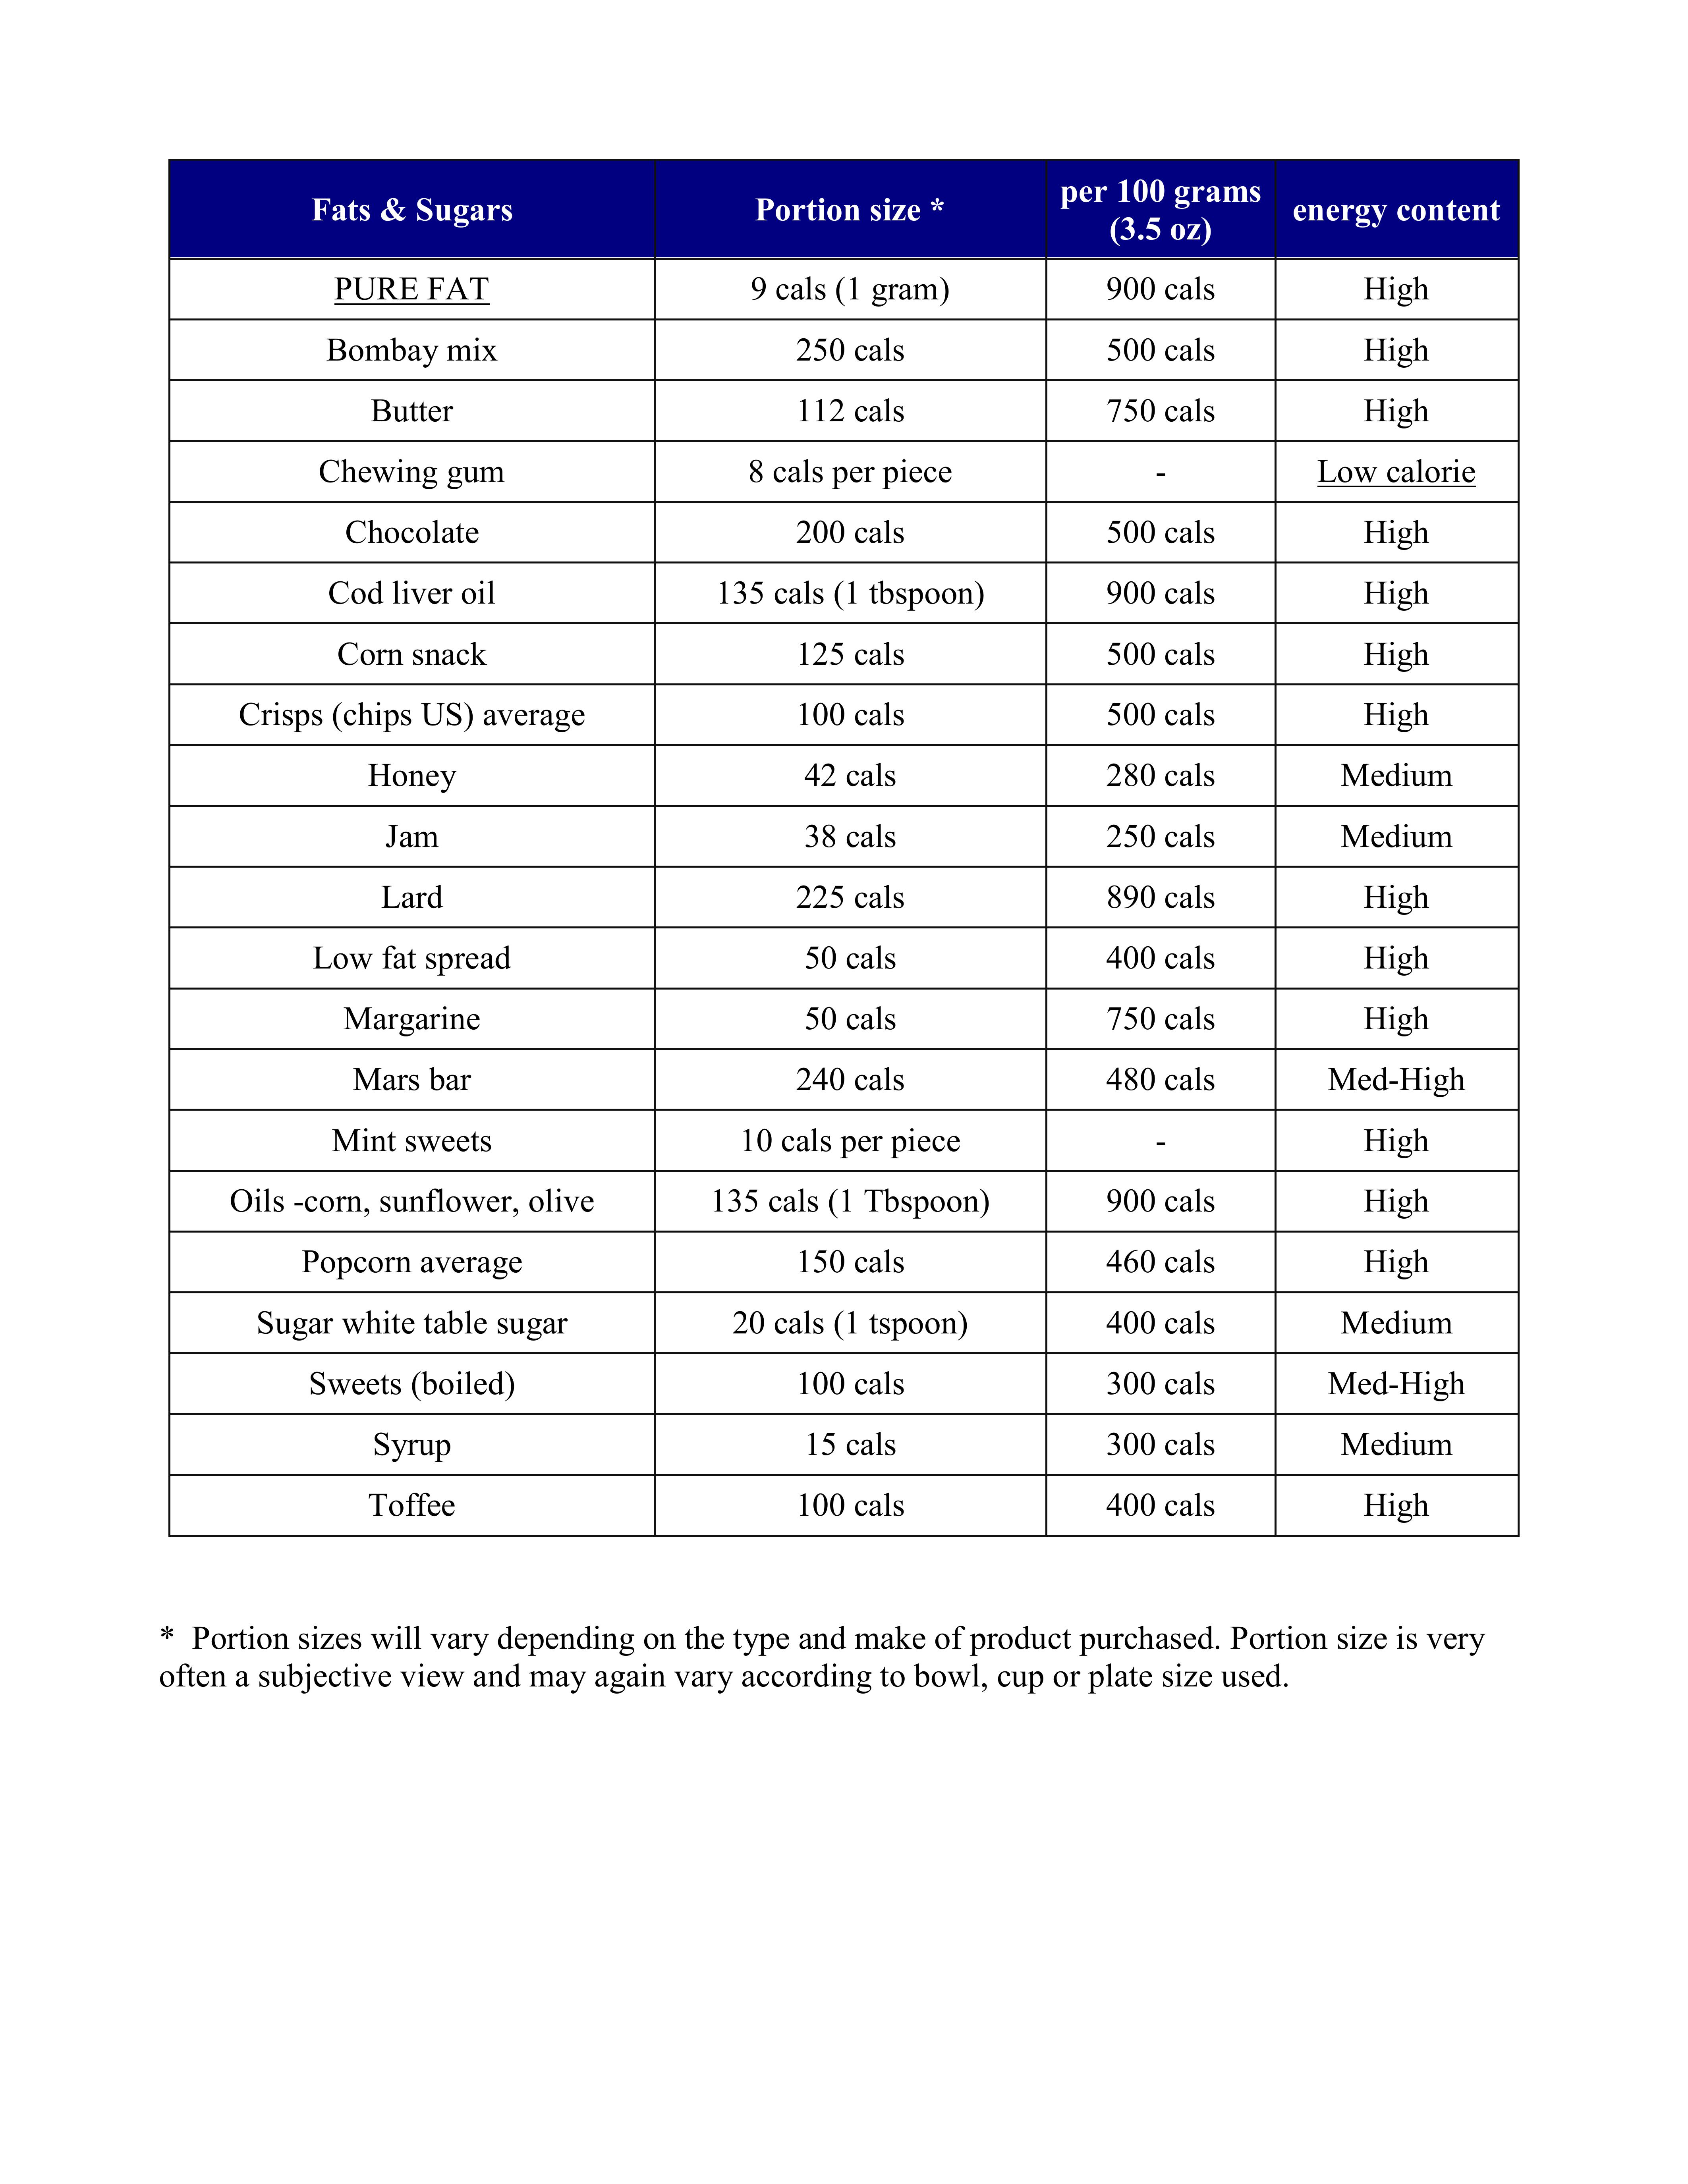 Fats & Sugars Portion size * per 100 grams (3.5 oz) energy content
PURE FAT 9 cals (1 gram) 900 cals High
Bombay mix 250 cals 500 cals High
Butter 112 cals 750 cals High
Chewing gum 8 cals per piece - Low calorie
Chocolate 200 cals 500 cals High
Cod liver oil 135 cals (1 tbspoon) 900 cals High
Corn snack 125 cals 500 cals High
Crisps (chips US) average 100 cals 500 cals High
Honey 42 cals 280 cals Medium
Jam 38 cals 250 cals Medium
Lard 225 cals 890 cals High
Low fat spread 50 cals 400 cals High
Margarine 50 cals 750 cals High
Mars bar 240 cals 480 cals Med-High
Mint sweets 10 cals per piece - High
Oils -corn, sunflower, olive 135 cals (1 Tbspoon) 900 cals High
Popcorn average 150 cals 460 cals High
Sugar white table sugar 20 cals (1 tspoon) 400 cals Medium
Sweets (boiled) 100 cals 300 cals Med-High
Syrup 15 cals 300 cals Medium
Toffee 100 cals 400 cals High
* Portion sizes will vary depending on the type and make of product purchased. Portion size is very
often a subjective view and may again vary according to bowl, cup or plate size used.